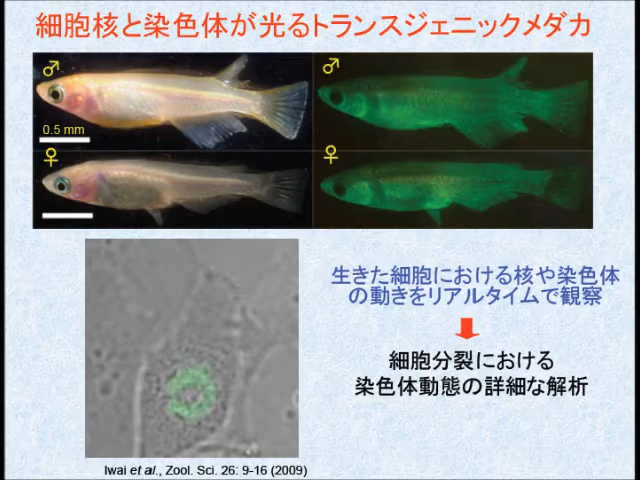 細胞核と染色体が光るトランスジェニックメダカ
♂
♂
0.5 mm
♀
♀
生きた細胞における核や染色体
の動きをリアルタイムで観察
細胞分裂における
染色体動態の詳細な解析
Iwai et al., Zool. Sci. 26: 9-16 (2009)